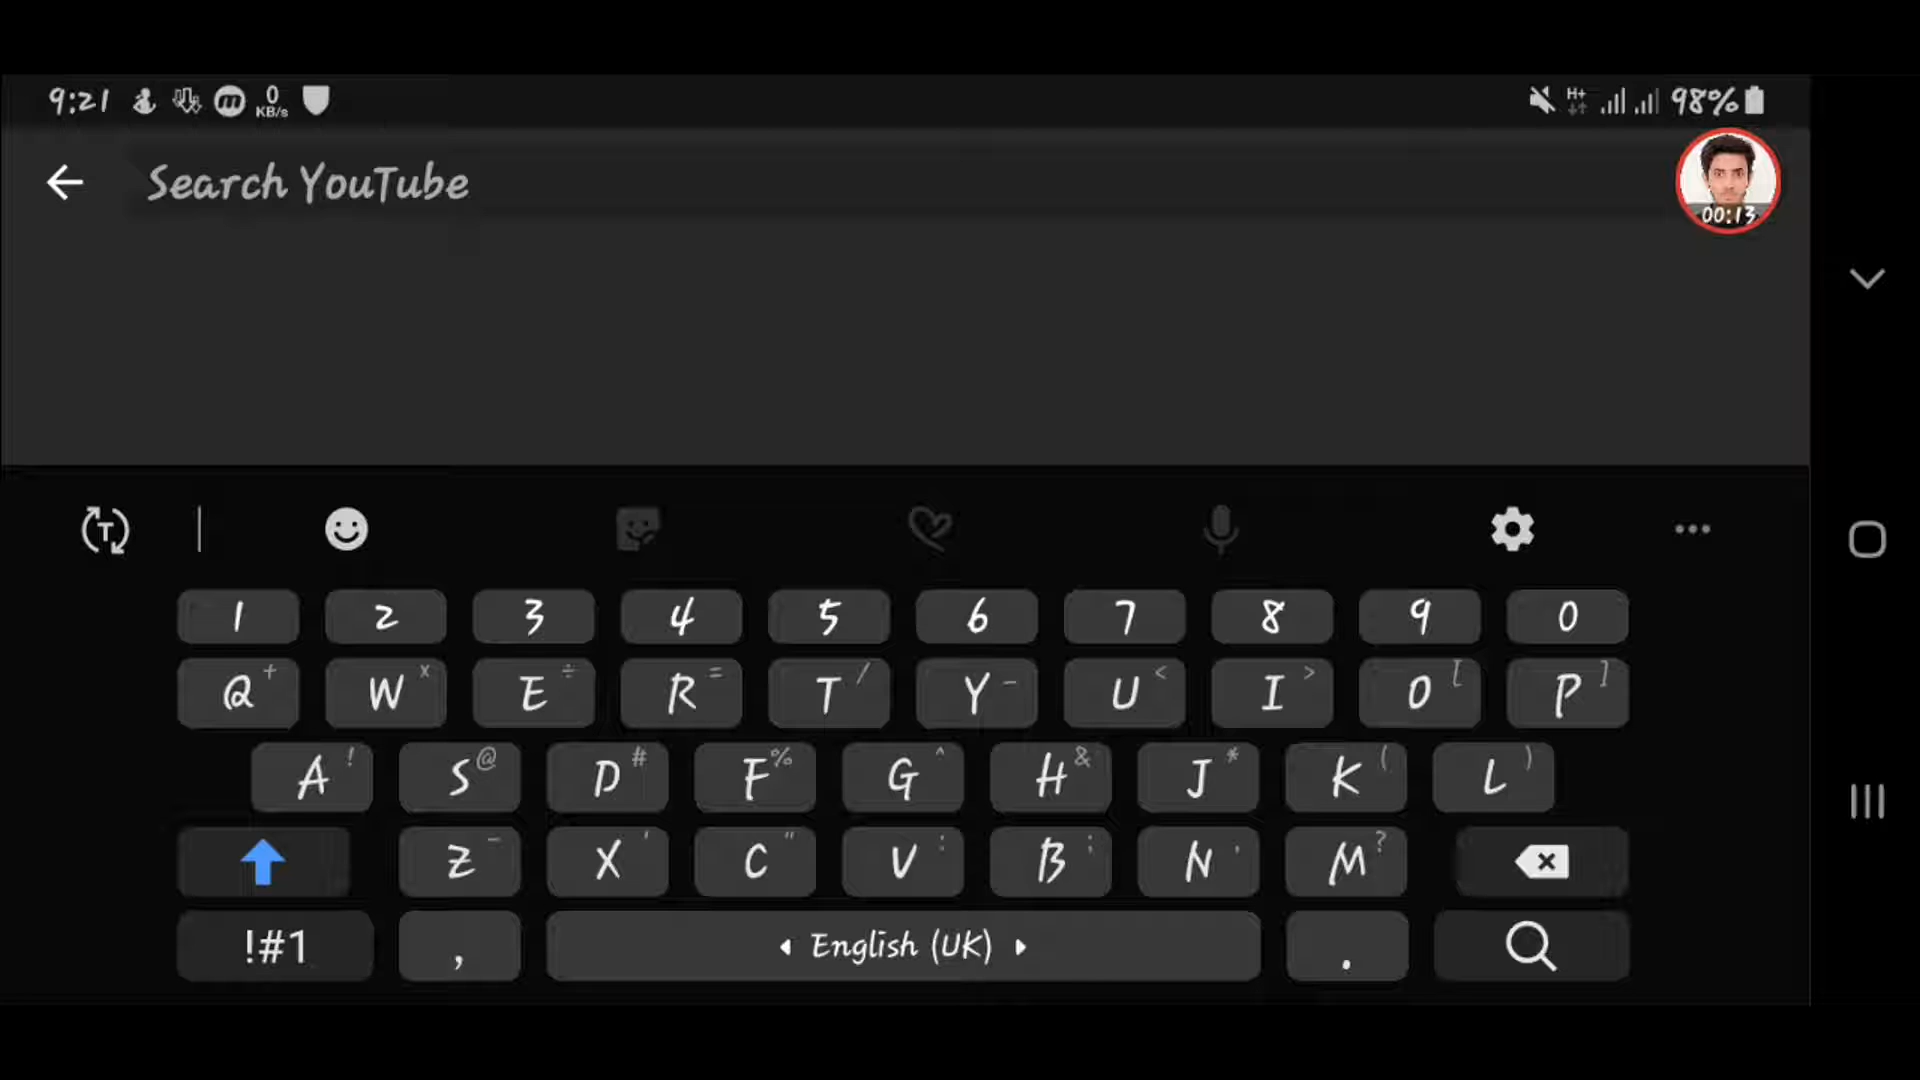 9:21 m 0 KB/s H+ 98%
Search YouTube
00:13
T
1 2 3 4 5 6 7 8 9 0
Q + W × E ÷ R = T / Y - U < I > O [ P ]
A ! S @ D # F % G ^ H & J * K ( L )
Z - X ' C " V : B ; N , M ?
!#1 , English (UK) .